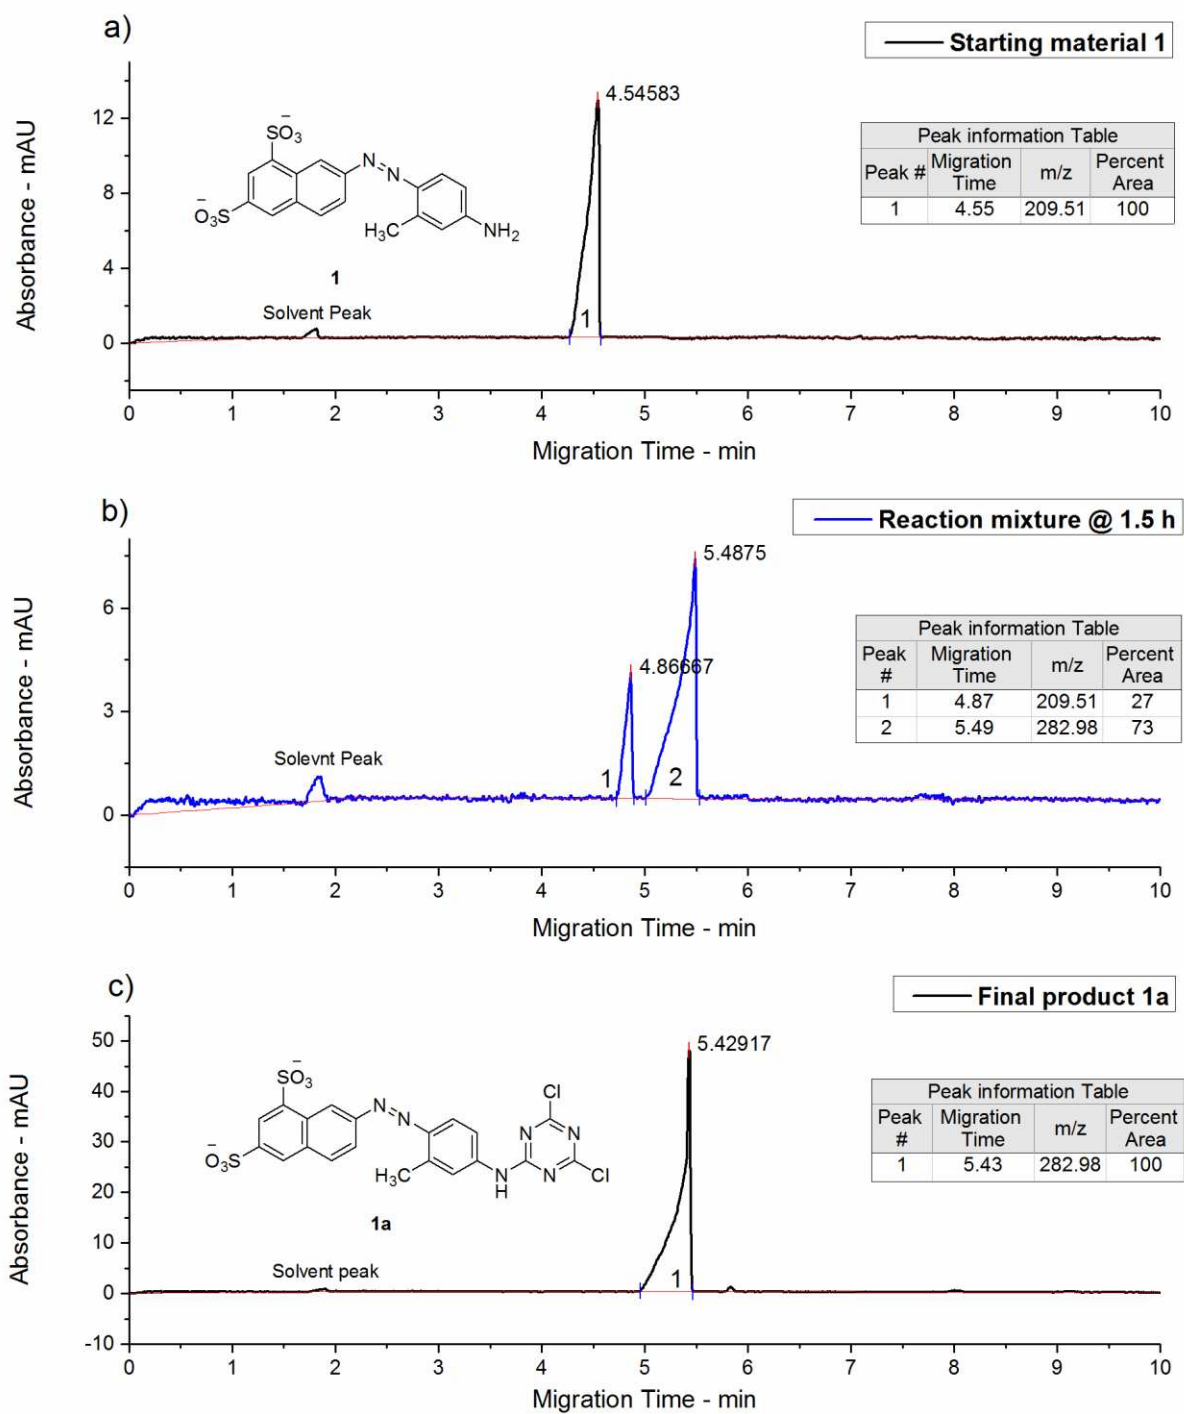 a)
Starting material 1
4.54583
Peak information Table
Peak # Migration Time m/z Percent Area
1 4.55 209.51 100
SO3 −
−
O3S
N
N
H3C
NH2
1
Solvent Peak
1
Absorbance - mAU
12
8
4
0
0 1 2 3 4 5 6 7 8 9 10
Migration Time - min
b)
Reaction mixture @ 1.5 h
5.4875
4.86667
Peak information Table
Peak # Migration Time m/z Percent Area
1 4.87 209.51 27
2 5.49 282.98 73
Solevnt Peak
1
2
Absorbance - mAU
6
3
0
0 1 2 3 4 5 6 7 8 9 10
Migration Time - min
c)
Final product 1a
5.42917
Peak information Table
Peak # Migration Time m/z Percent Area
1 5.43 282.98 100
SO3 −
−
O3S
N
N
H3C
N
H
Cl
N
N
N
Cl
1a
Solvent peak
1
Absorbance - mAU
50
40
30
20
10
0
-10
0 1 2 3 4 5 6 7 8 9 10
Migration Time - min